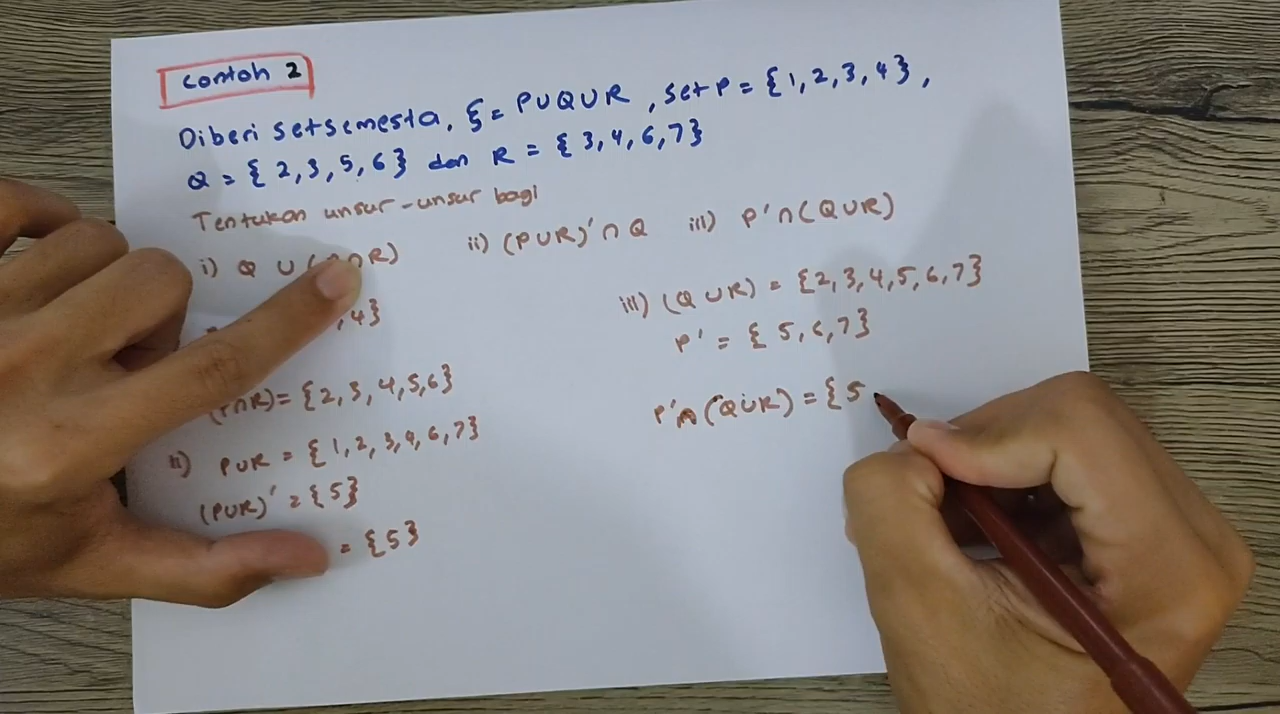 Contoh 2
Diberi set semesta, ξ = P∪Q∪R, set P = {1, 2, 3, 4},
Q = {2, 3, 5, 6} dan R = {3, 4, 6, 7}
Tentukan unsur-unsur bagi
i) Q ∪ ( ∩R) ii) (P∪R)' ∩ Q iii) P' ∩ (Q∪R)
, 4}
(P∩R) = {2, 3, 4, 5, 6}
ii) P∪R = {1, 2, 3, 4, 6, 7}
(P∪R)' = {5}
= {5}
iii) (Q∪R) = {2, 3, 4, 5, 6, 7}
P' = {5, 6, 7}
P'∩(Q∪R) = {5